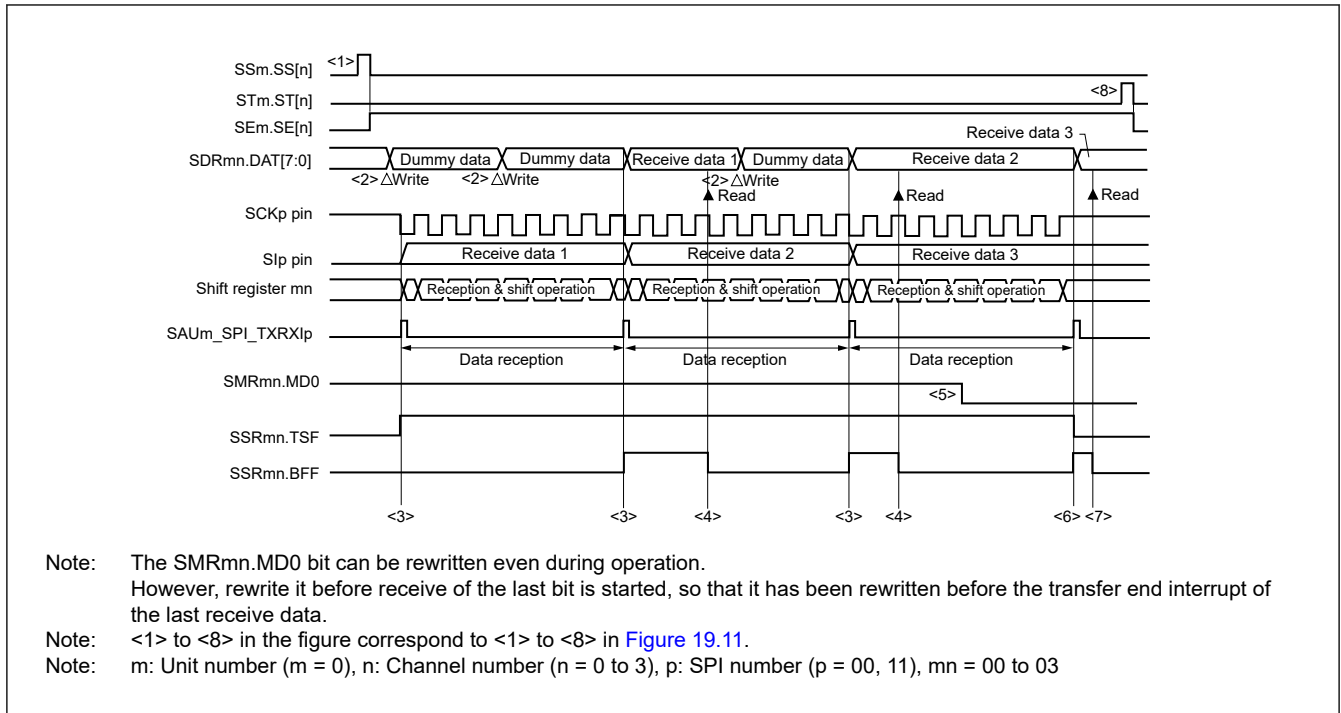 SSm.SS[n] <1>
STm.ST[n] <8>
SEm.SE[n]
Receive data 3
SDRmn.DAT[7:0] Dummy data Dummy data Receive data 1 Dummy data Receive data 2
<2> △Write <2> △Write <2> △Write
▲ Read ▲ Read ▲ Read
SCKp pin
SIp pin Receive data 1 Receive data 2 Receive data 3
Shift register mn Reception & shift operation Reception & shift operation Reception & shift operation
SAUm_SPI_TXRXIp
Data reception Data reception Data reception
SMRmn.MD0
<5>
SSRmn.TSF
SSRmn.BFF
<3> <3> <4> <3> <4> <6> <7>
Note: The SMRmn.MD0 bit can be rewritten even during operation.
However, rewrite it before receive of the last bit is started, so that it has been rewritten before the transfer end interrupt of
the last receive data.
Note: <1> to <8> in the figure correspond to <1> to <8> in Figure 19.11.
Note: m: Unit number (m = 0), n: Channel number (n = 0 to 3), p: SPI number (p = 00, 11), mn = 00 to 03